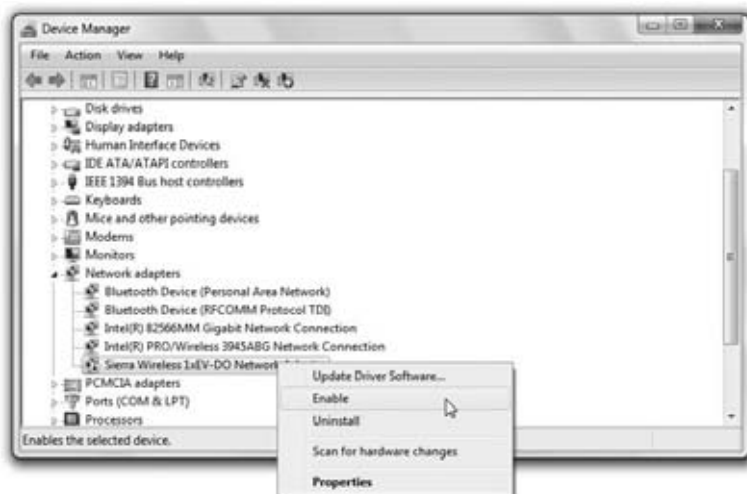 Device Manager
File Action View Help
Disk drives
Display adapters
Human Interface Devices
IDE ATA/ATAPI controllers
IEEE 1394 Bus host controllers
Keyboards
Mice and other pointing devices
Modems
Monitors
Network adapters
Bluetooth Device (Personal Area Network)
Bluetooth Device (RFCOMM Protocol TDI)
Intel(R) 82566MM Gigabit Network Connection
Intel(R) PRO/Wireless 3945ABG Network Connection
Sierra Wireless 1xEV-DO Network
Update Driver Software...
PCMCIA adapters
Enable
Ports (COM & LPT)
Uninstall
Processors
Enables the selected device.
Scan for hardware changes
Properties